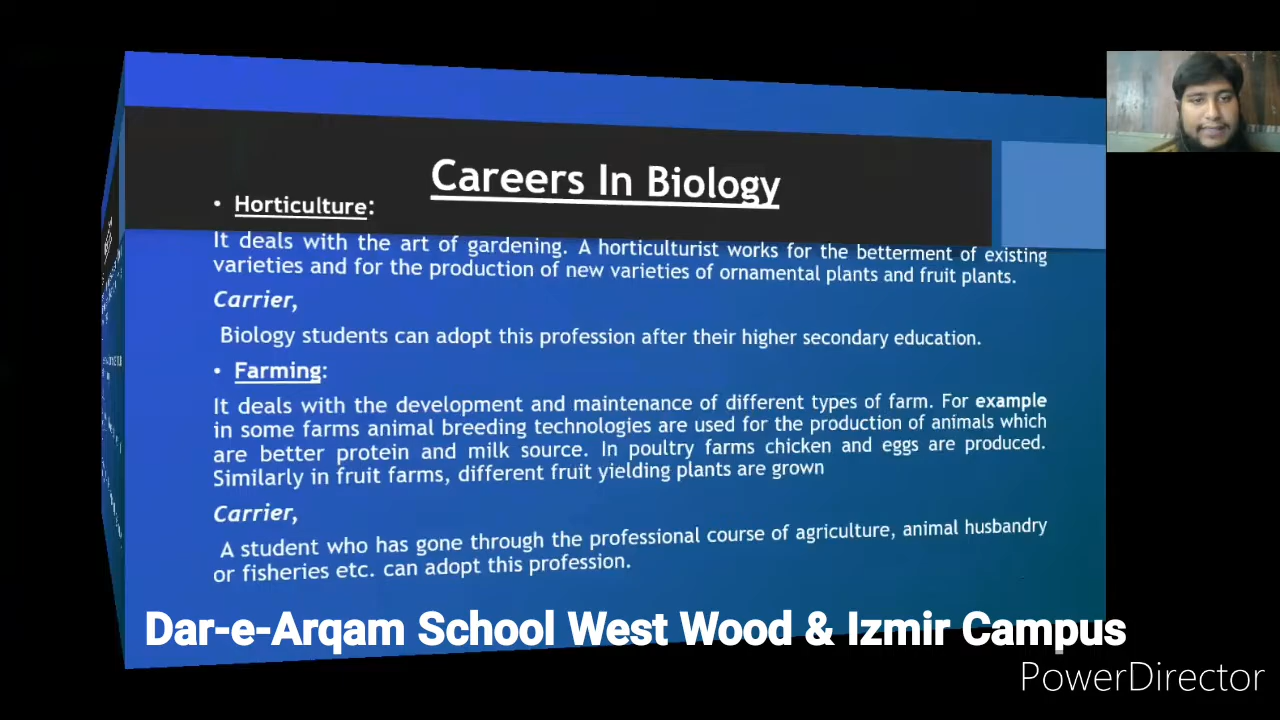 Careers In Biology
• Horticulture:
It deals with the art of gardening. A horticulturist works for the betterment of existing
varieties and for the production of new varieties of ornamental plants and fruit plants.
Carrier,
Biology students can adopt this profession after their higher secondary education.
• Farming:
It deals with the development and maintenance of different types of farm. For example
in some farms animal breeding technologies are used for the production of animals which
are better protein and milk source. In poultry farms chicken and eggs are produced.
Similarly in fruit farms, different fruit yielding plants are grown
Carrier,
A student who has gone through the professional course of agriculture, animal husbandry
or fisheries etc. can adopt this profession.
Dar-e-Arqam School West Wood & Izmir Campus
PowerDirector